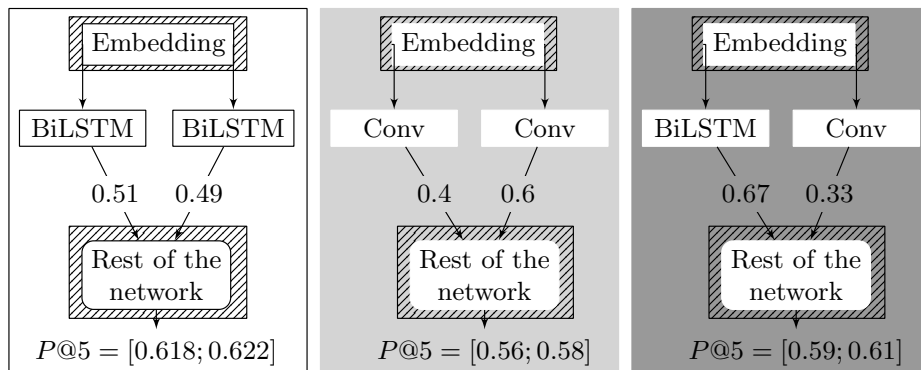 Embedding
BiLSTM
BiLSTM
0.51
0.49
Rest of the
network
P@5 = [0.618; 0.622]
Embedding
Conv
Conv
0.4
0.6
Rest of the
network
P@5 = [0.56; 0.58]
Embedding
BiLSTM
Conv
0.67
0.33
Rest of the
network
P@5 = [0.59; 0.61]